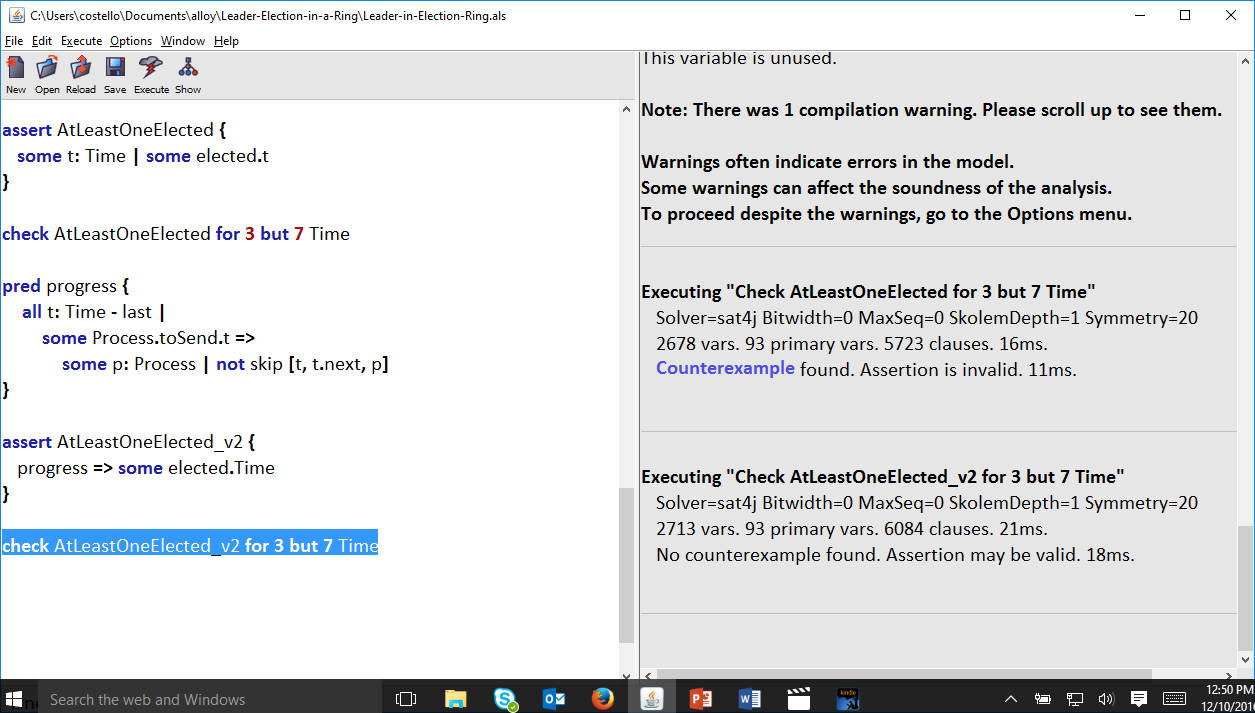 C:\Users\costello\Documents\alloy\Leader-Election-in-a-Ring\Leader-in-Election-Ring.als
File Edit Execute Options Window Help
New Open Reload Save Execute Show
assert AtLeastOneElected {
some t: Time | some elected.t
}
check AtLeastOneElected for 3 but 7 Time
pred progress {
all t: Time - last |
some Process.toSend.t =>
some p: Process | not skip [t, t.next, p]
}
assert AtLeastOneElected_v2 {
progress => some elected.Time
}
check AtLeastOneElected_v2 for 3 but 7 Time
This variable is unused.
Note: There was 1 compilation warning. Please scroll up to see them.
Warnings often indicate errors in the model.
Some warnings can affect the soundness of the analysis.
To proceed despite the warnings, go to the Options menu.
Executing "Check AtLeastOneElected for 3 but 7 Time"
Solver=sat4j Bitwidth=0 MaxSeq=0 SkolemDepth=1 Symmetry=20
2678 vars. 93 primary vars. 5723 clauses. 16ms.
Counterexample found. Assertion is invalid. 11ms.
Executing "Check AtLeastOneElected_v2 for 3 but 7 Time"
Solver=sat4j Bitwidth=0 MaxSeq=0 SkolemDepth=1 Symmetry=20
2713 vars. 93 primary vars. 6084 clauses. 21ms.
No counterexample found. Assertion may be valid. 18ms.
Search the web and Windows
kindle
12:50 PM